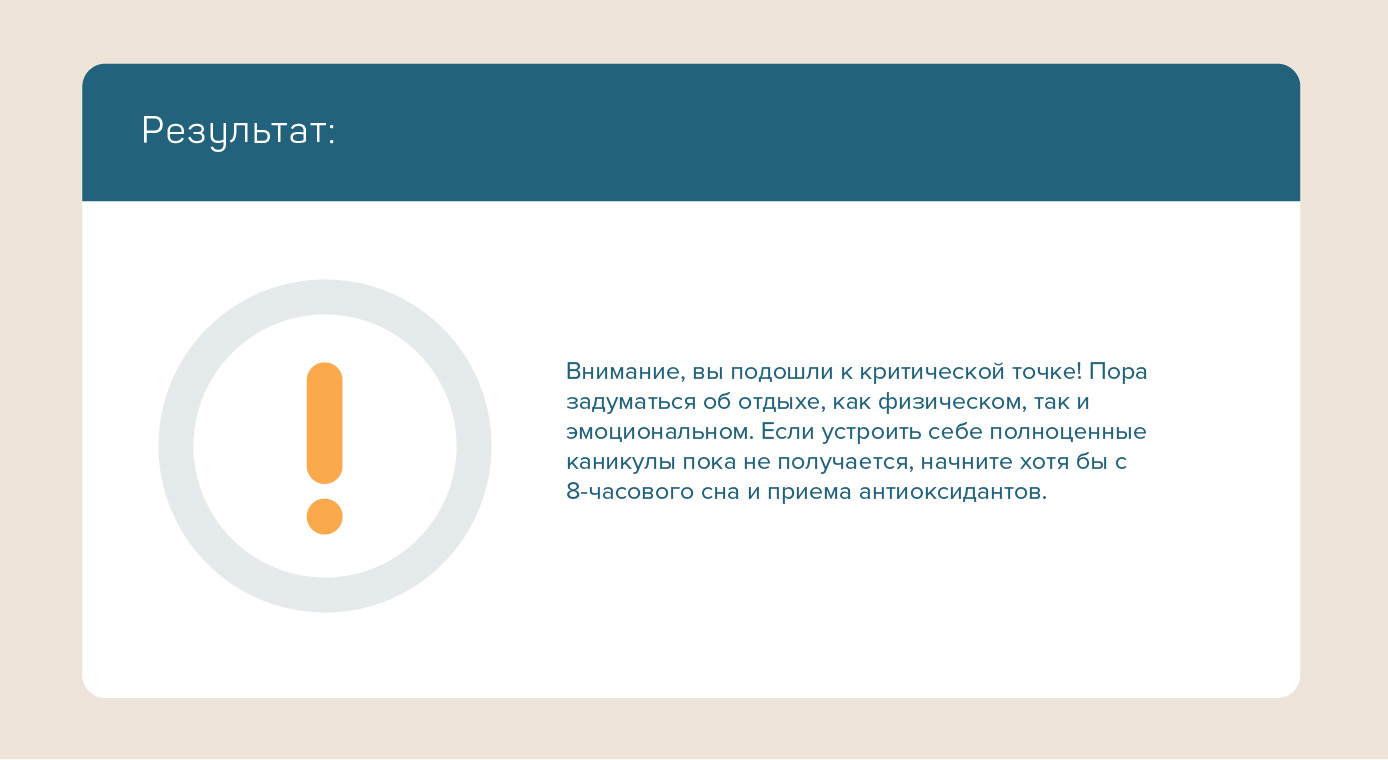 Результат:
Внимание, вы подошли к критической точке! Пора
задуматься об отдыхе, как физическом, так и
эмоциональном. Если устроить себе полноценные
каникулы пока не получается, начните хотя бы с
8-часового сна и приема антиоксидантов.